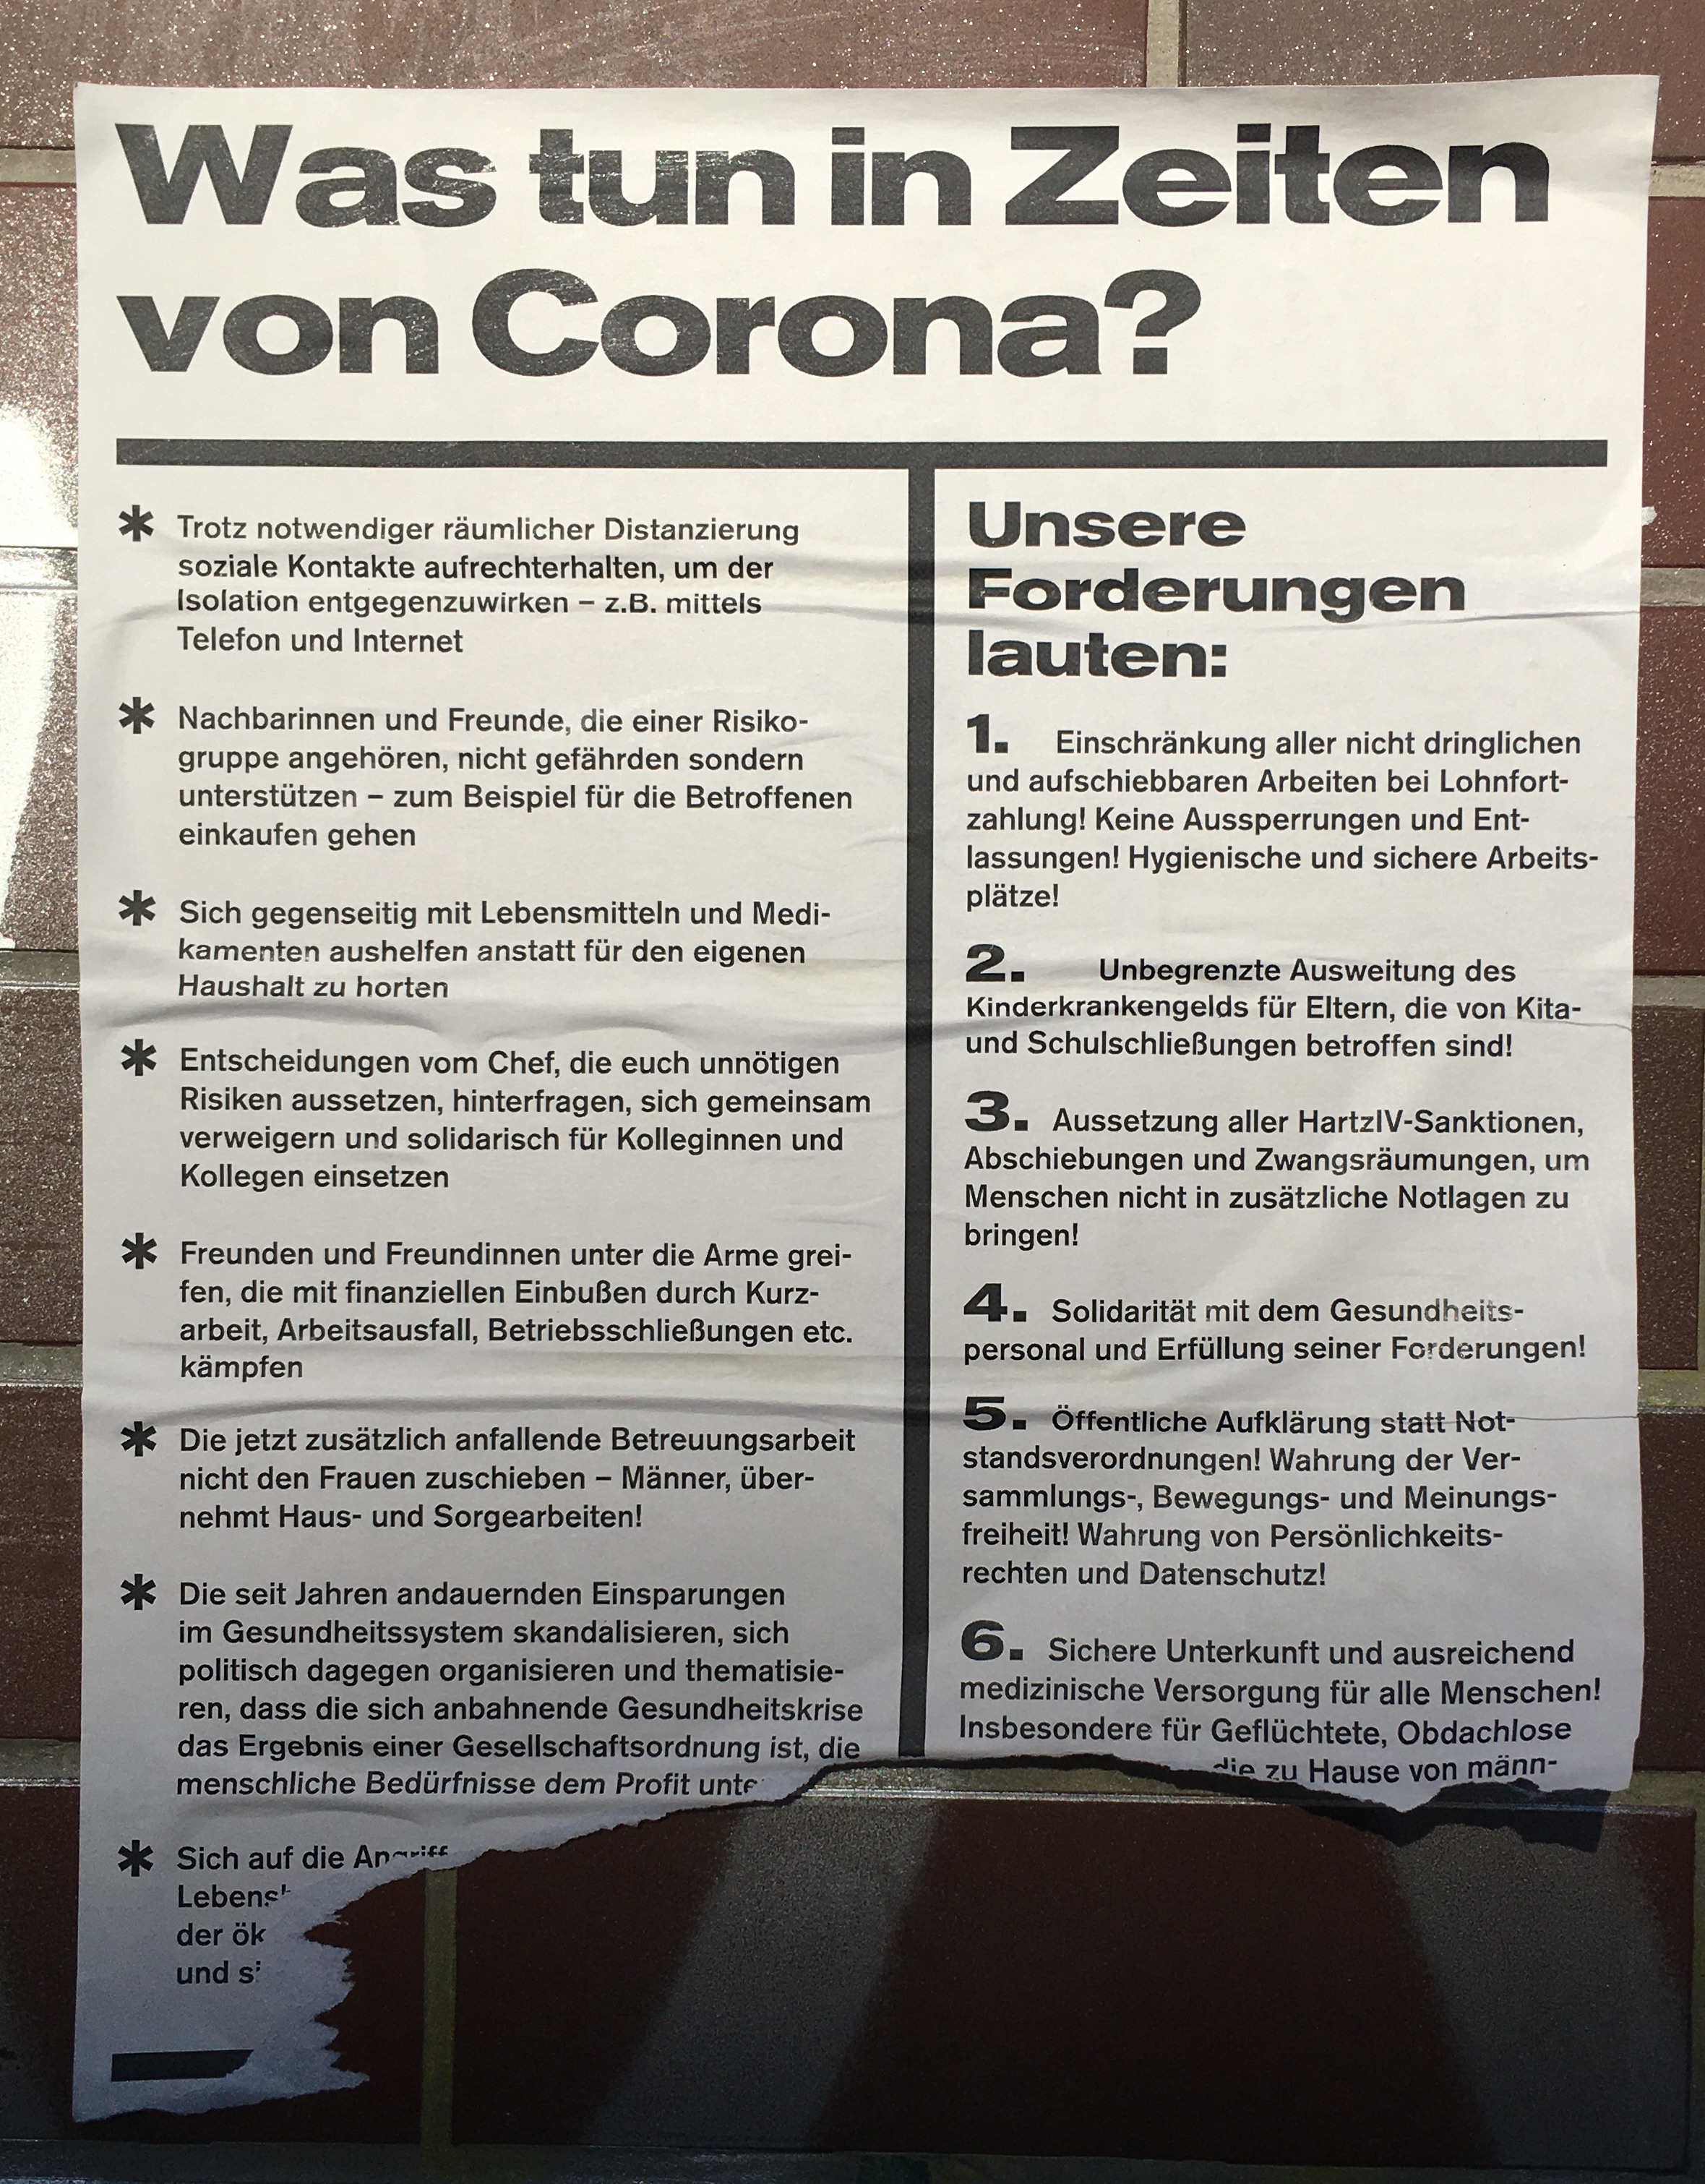 Was tun in Zeiten
von Corona?
* Trotz notwendiger räumlicher Distanzierung
soziale Kontakte aufrechterhalten, um der
Isolation entgegenzuwirken – z.B. mittels
Telefon und Internet
* Nachbarinnen und Freunde, die einer Risiko-
gruppe angehören, nicht gefährden sondern
unterstützen – zum Beispiel für die Betroffenen
einkaufen gehen
* Sich gegenseitig mit Lebensmitteln und Medi-
kamenten aushelfen anstatt für den eigenen
Haushalt zu horten
* Entscheidungen vom Chef, die euch unnötigen
Risiken aussetzen, hinterfragen, sich gemeinsam
verweigern und solidarisch für Kolleginnen und
Kollegen einsetzen
* Freunden und Freundinnen unter die Arme grei-
fen, die mit finanziellen Einbußen durch Kurz-
arbeit, Arbeitsausfall, Betriebsschließungen etc.
kämpfen
* Die jetzt zusätzlich anfallende Betreuungsarbeit
nicht den Frauen zuschieben – Männer, über-
nehmt Haus- und Sorgearbeiten!
* Die seit Jahren andauernden Einsparungen
im Gesundheitssystem skandalisieren, sich
politisch dagegen organisieren und thematisie-
ren, dass die sich anbahnende Gesundheitskrise
das Ergebnis einer Gesellschaftsordnung ist, die
menschliche Bedürfnisse dem Profit unte
* Sich auf die Angriff
Lebens
der ök
und s
Unsere
Forderungen
lauten:
1. Einschränkung aller nicht dringlichen
und aufschiebbaren Arbeiten bei Lohnfort-
zahlung! Keine Aussperrungen und Ent-
lassungen! Hygienische und sichere Arbeits-
plätze!
2. Unbegrenzte Ausweitung des
Kinderkrankengelds für Eltern, die von Kita-
und Schulschließungen betroffen sind!
3. Aussetzung aller HartzIV-Sanktionen,
Abschiebungen und Zwangsräumungen, um
Menschen nicht in zusätzliche Notlagen zu
bringen!
4. Solidarität mit dem Gesundheits-
personal und Erfüllung seiner Forderungen!
5. Öffentliche Aufklärung statt Not-
standsverordnungen! Wahrung der Ver-
sammlungs-, Bewegungs- und Meinungs-
freiheit! Wahrung von Persönlichkeits-
rechten und Datenschutz!
6. Sichere Unterkunft und ausreichend
medizinische Versorgung für alle Menschen!
Insbesondere für Geflüchtete, Obdachlose
die zu Hause von männ-